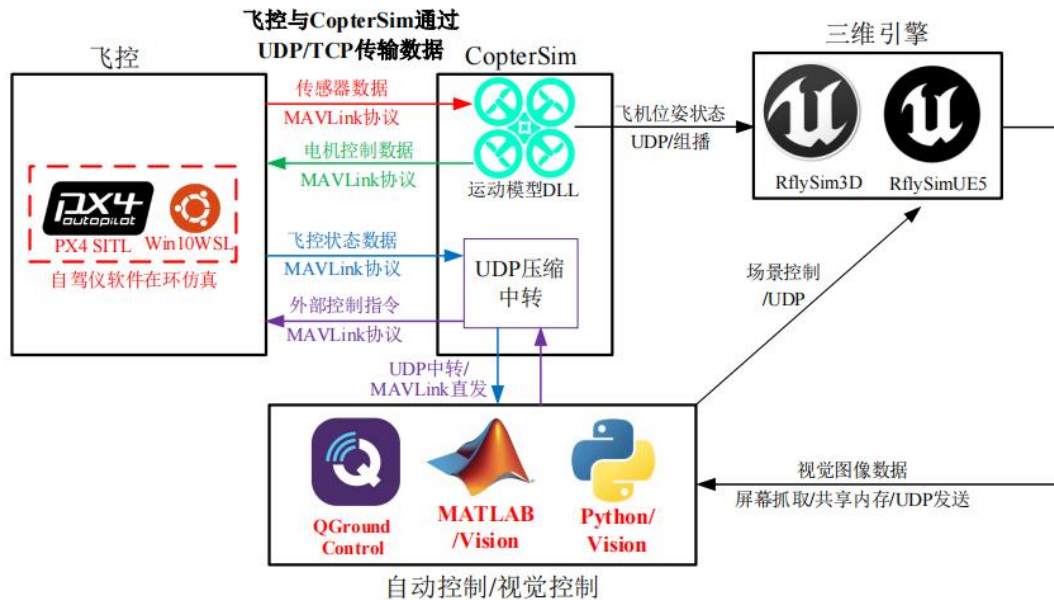 飞控与CopterSim通过
UDP/TCP传输数据
飞控
CopterSim
三维引擎
传感器数据
MAVLink协议
电机控制数据
MAVLink协议
运动模型DLL
飞机位姿状态
UDP/组播
RflySim3D
RflySimUE5
px4
autopilot
PX4 SITL
Win10WSL
自驾仪软件在环仿真
飞控状态数据
MAVLink协议
外部控制指令
MAVLink协议
UDP压缩
中转
场景控制
/UDP
UDP中转/
MAVLink直发
QGround
Control
MATLAB
/Vision
Python/
Vision
视觉图像数据
屏幕抓取/共享内存/UDP发送
自动控制/视觉控制